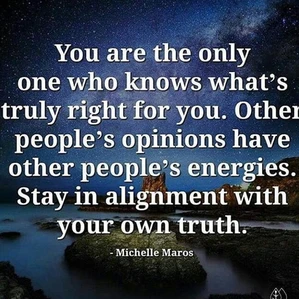 You are the only
one who knows what's
truly right for you. Other
people's opinions have
other people's energies.
Stay in alignment with
your own truth.
- Michelle Maros